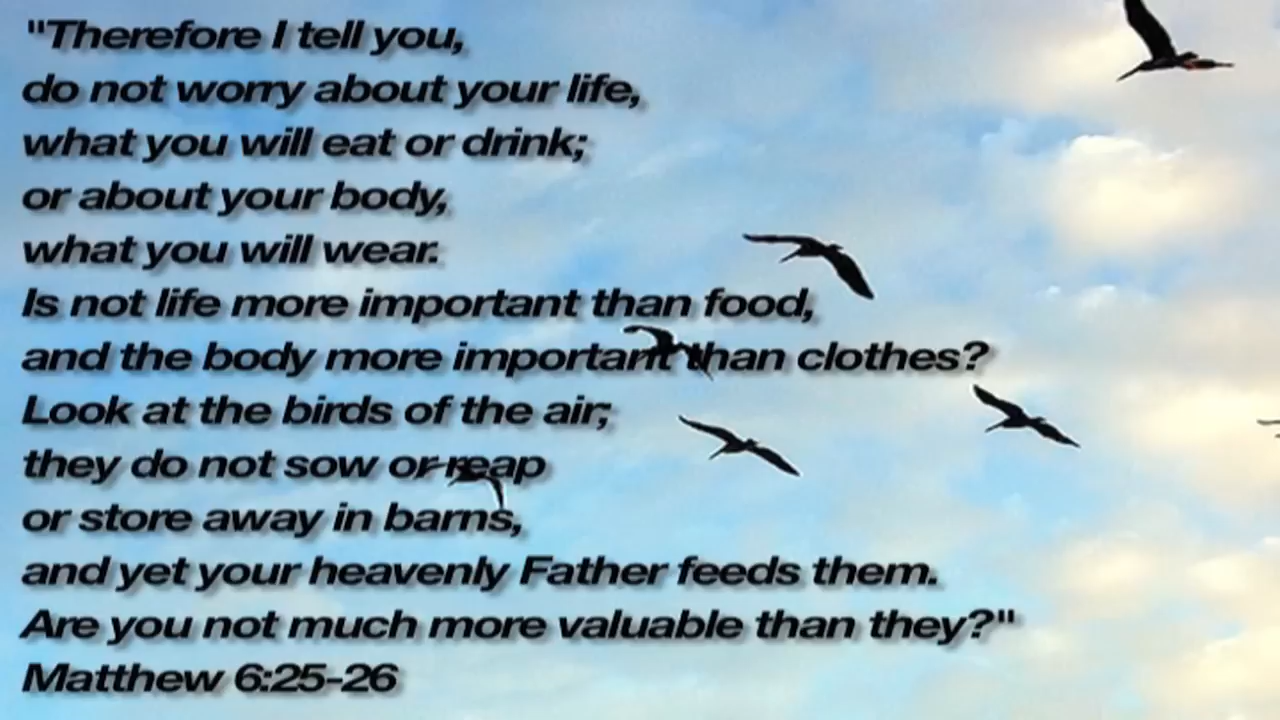 "Therefore I tell you,
do not worry about your life,
what you will eat or drink;
or about your body,
what you will wear.
Is not life more important than food,
and the body more important than clothes?
Look at the birds of the air;
they do not sow or reap
or store away in barns,
and yet your heavenly Father feeds them.
Are you not much more valuable than they?"
Matthew 6:25-26